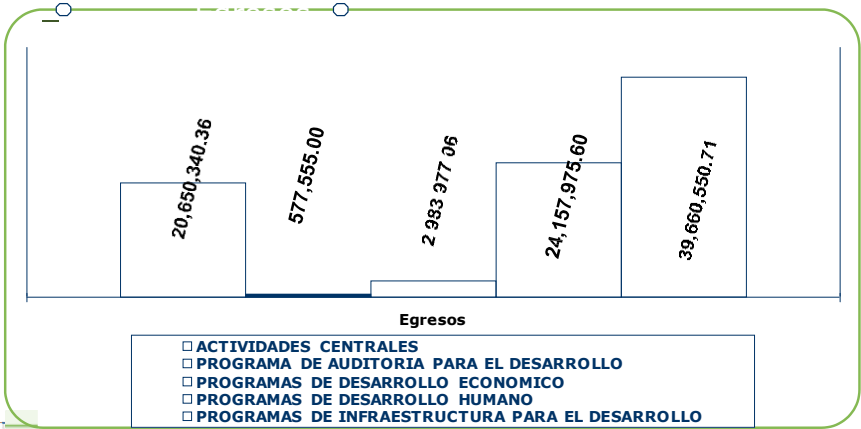 Egresos
20,650,340.36
577,555.00
2 983 977 06
24,157,975.60
39,660,550.71
Egresos
ACTIVIDADES CENTRALES
PROGRAMA DE AUDITORIA PARA EL DESARROLLO
PROGRAMAS DE DESARROLLO ECONOMICO
PROGRAMAS DE DESARROLLO HUMANO
PROGRAMAS DE INFRAESTRUCTURA PARA EL DESARROLLO